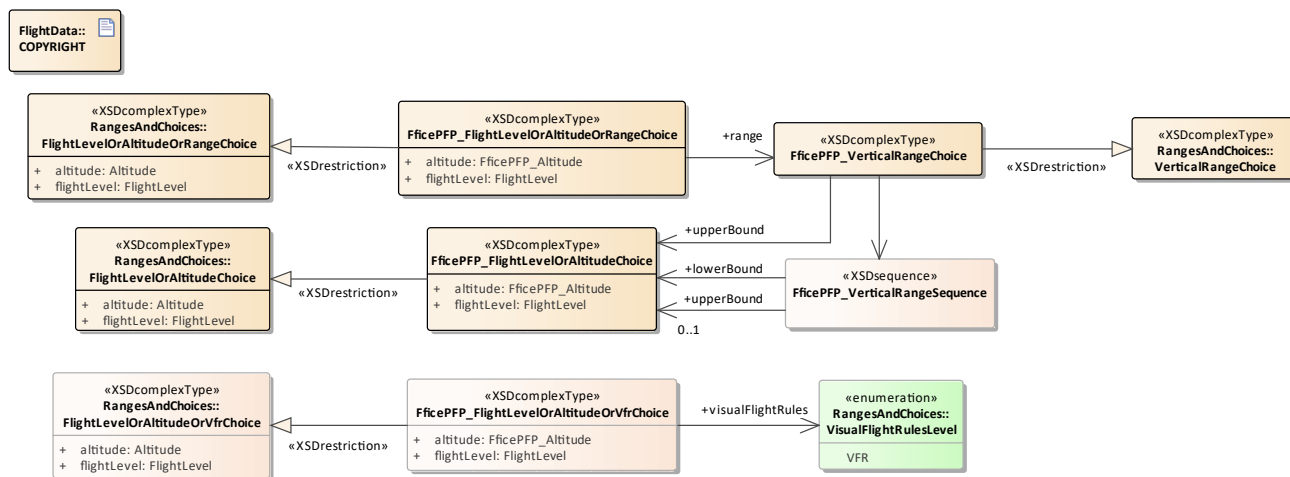 FlightData::
COPYRIGHT
«XSDcomplexType»
RangesAndChoices::
FlightLevelOrAltitudeOrRangeChoice
+ altitude: Altitude
+ flightLevel: FlightLevel
«XSDrestriction»
«XSDcomplexType»
FficePFP_FlightLevelOrAltitudeOrRangeChoice
+ altitude: FficePFP_Altitude
+ flightLevel: FlightLevel
+range
«XSDcomplexType»
FficePFP_VerticalRangeChoice
«XSDrestriction»
«XSDcomplexType»
RangesAndChoices::
VerticalRangeChoice
«XSDcomplexType»
RangesAndChoices::
FlightLevelOrAltitudeChoice
+ altitude: Altitude
+ flightLevel: FlightLevel
«XSDrestriction»
«XSDcomplexType»
FficePFP_FlightLevelOrAltitudeChoice
+ altitude: FficePFP_Altitude
+ flightLevel: FlightLevel
+upperBound
+lowerBound
+upperBound
0..1
«XSDsequence»
FficePFP_VerticalRangeSequence
«XSDcomplexType»
RangesAndChoices::
FlightLevelOrAltitudeOrVfrChoice
+ altitude: Altitude
+ flightLevel: FlightLevel
«XSDrestriction»
«XSDcomplexType»
FficePFP_FlightLevelOrAltitudeOrVfrChoice
+ altitude: FficePFP_Altitude
+ flightLevel: FlightLevel
+visualFlightRules
«enumeration»
RangesAndChoices::
VisualFlightRulesLevel
VFR